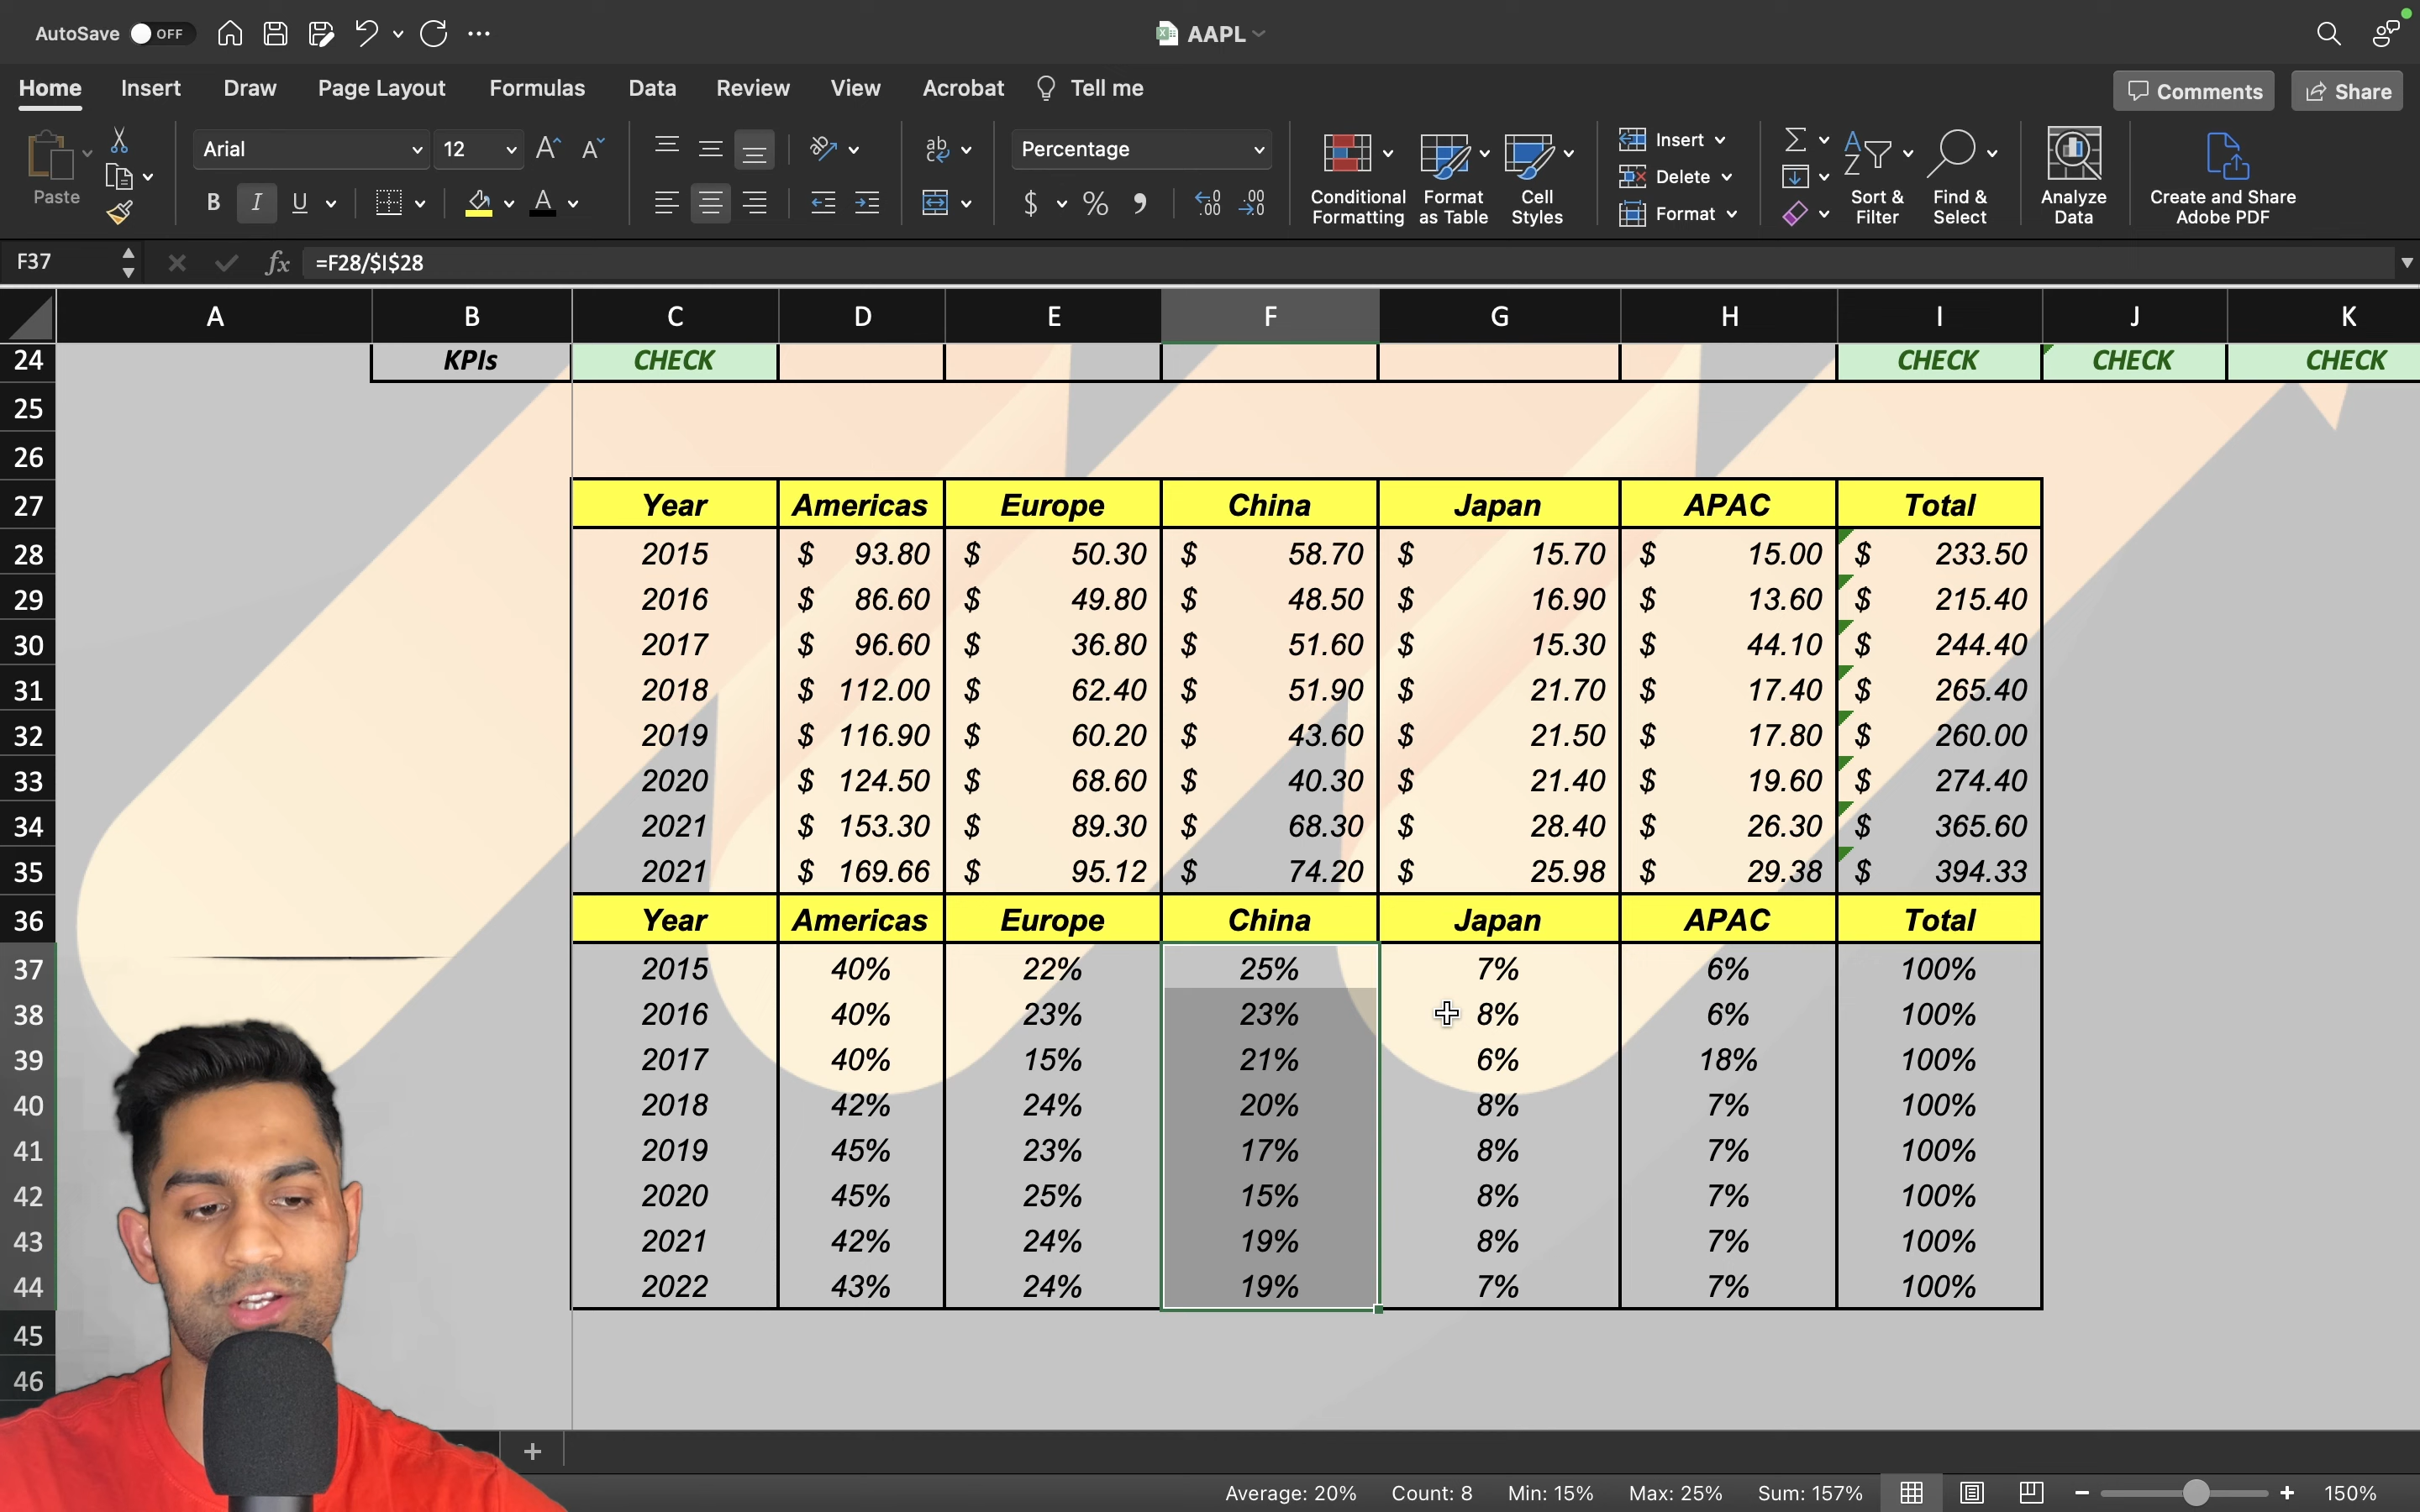 AutoSave OFF AAPL
Home Insert Draw Page Layout Formulas Data Review View Acrobat Tell me Comments Share
Paste Arial 12 Percentage Conditional Formatting Format as Table Cell Styles Insert Delete Format Sort & Filter Find & Select Analyze Data Create and Share Adobe PDF
F37 fx =F28/$I$28
A B C D E F G H I J K
24 KPIs CHECK CHECK CHECK CHECK
25
26
27 Year Americas Europe China Japan APAC Total
28 2015 $ 93.80 $ 50.30 $ 58.70 $ 15.70 $ 15.00 $ 233.50
29 2016 $ 86.60 $ 49.80 $ 48.50 $ 16.90 $ 13.60 $ 215.40
30 2017 $ 96.60 $ 36.80 $ 51.60 $ 15.30 $ 44.10 $ 244.40
31 2018 $ 112.00 $ 62.40 $ 51.90 $ 21.70 $ 17.40 $ 265.40
32 2019 $ 116.90 $ 60.20 $ 43.60 $ 21.50 $ 17.80 $ 260.00
33 2020 $ 124.50 $ 68.60 $ 40.30 $ 21.40 $ 19.60 $ 274.40
34 2021 $ 153.30 $ 89.30 $ 68.30 $ 28.40 $ 26.30 $ 365.60
35 2021 $ 169.66 $ 95.12 $ 74.20 $ 25.98 $ 29.38 $ 394.33
36 Year Americas Europe China Japan APAC Total
37 2015 40% 22% 25% 7% 6% 100%
38 2016 40% 23% 23% 8% 6% 100%
39 2017 40% 15% 21% 6% 18% 100%
40 2018 42% 24% 20% 8% 7% 100%
41 2019 45% 23% 17% 8% 7% 100%
42 2020 45% 25% 15% 8% 7% 100%
43 2021 42% 24% 19% 8% 7% 100%
44 2022 43% 24% 19% 7% 7% 100%
45
46
Average: 20% Count: 8 Min: 15% Max: 25% Sum: 157% 150%